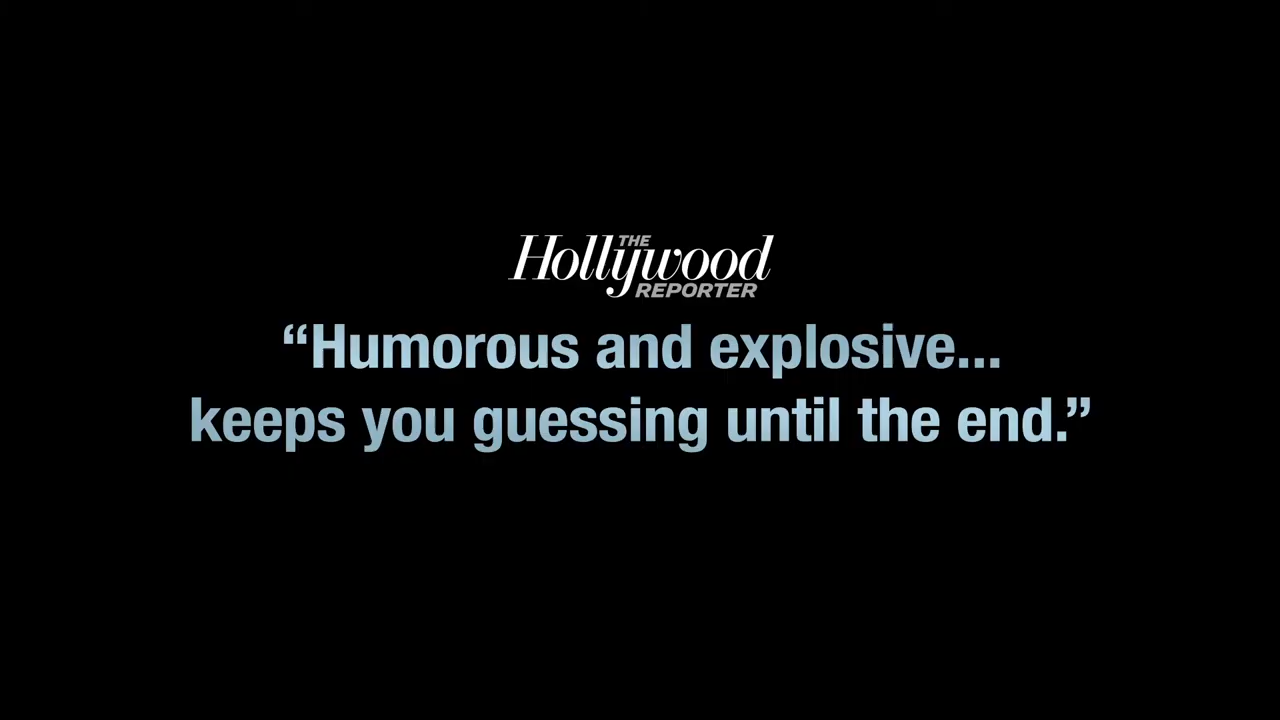 THE
Hollywood
REPORTER
“Humorous and explosive...
keeps you guessing until the end.”